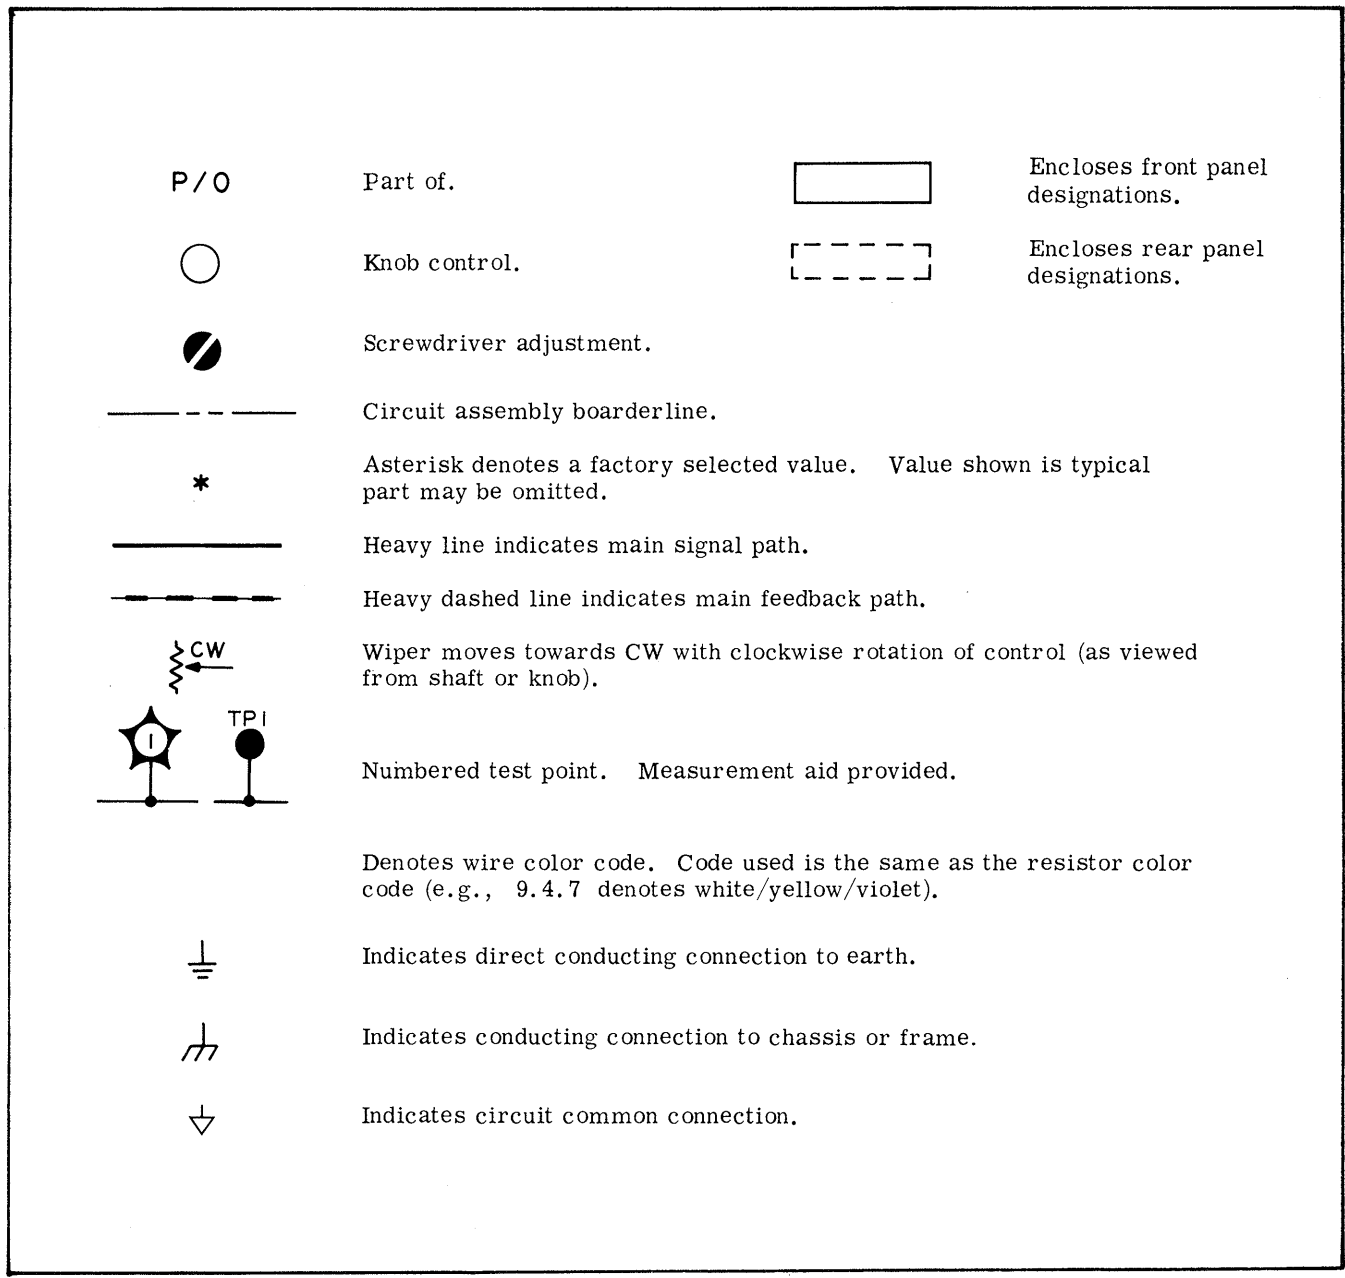 P/O
Part of.
Encloses front panel
designations.
Knob control.
Encloses rear panel
designations.
Screwdriver adjustment.
Circuit assembly boarderline.
*
Asterisk denotes a factory selected value. Value shown is typical
part may be omitted.
Heavy line indicates main signal path.
Heavy dashed line indicates main feedback path.
CW
Wiper moves towards CW with clockwise rotation of control (as viewed
from shaft or knob).
1
TP1
Numbered test point. Measurement aid provided.
Denotes wire color code. Code used is the same as the resistor color
code (e.g., 9.4.7 denotes white/yellow/violet).
Indicates direct conducting connection to earth.
Indicates conducting connection to chassis or frame.
Indicates circuit common connection.